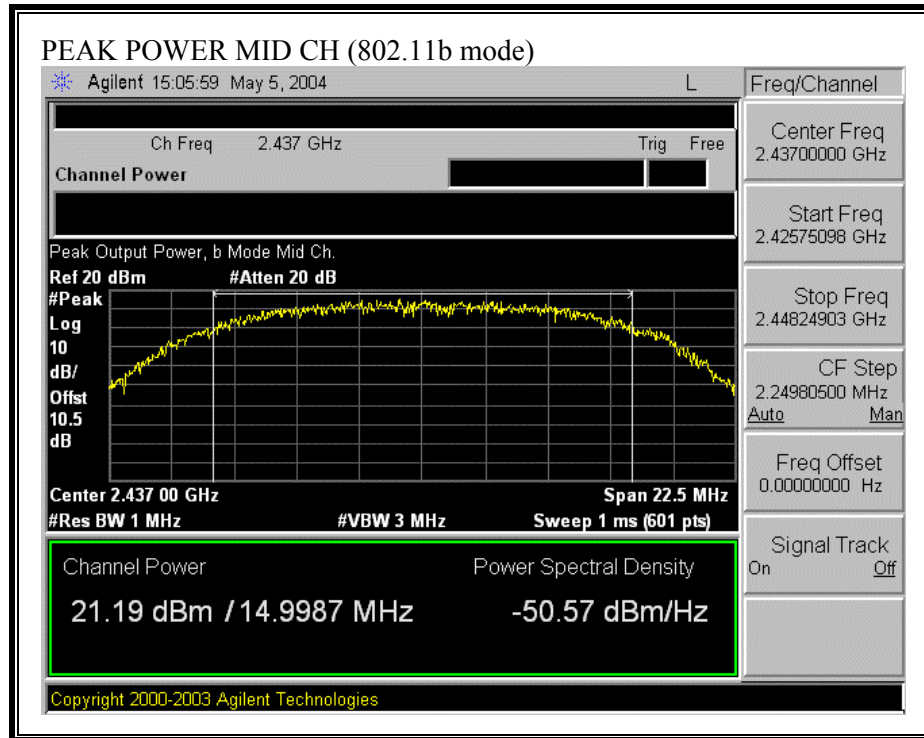 PEAK POWER MID CH (802.11b mode)
Agilent 15:05:59 May 5, 2004 L
Freq/Channel
Ch Freq 2.437 GHz Trig Free
Channel Power
Center Freq
2.43700000 GHz
Start Freq
2.42575098 GHz
Stop Freq
2.44824903 GHz
CF Step
2.24980500 MHz
Auto Man
Freq Offset
0.00000000 Hz
Signal Track
On Off
Peak Output Power, b Mode Mid Ch.
Ref 20 dBm #Atten 20 dB
#Peak
Log
10
dB/
Offst
10.5
dB
Center 2.437 00 GHz Span 22.5 MHz
#Res BW 1 MHz #VBW 3 MHz Sweep 1 ms (601 pts)
Channel Power Power Spectral Density
21.19 dBm / 14.9987 MHz -50.57 dBm/Hz
Copyright 2000-2003 Agilent Technologies